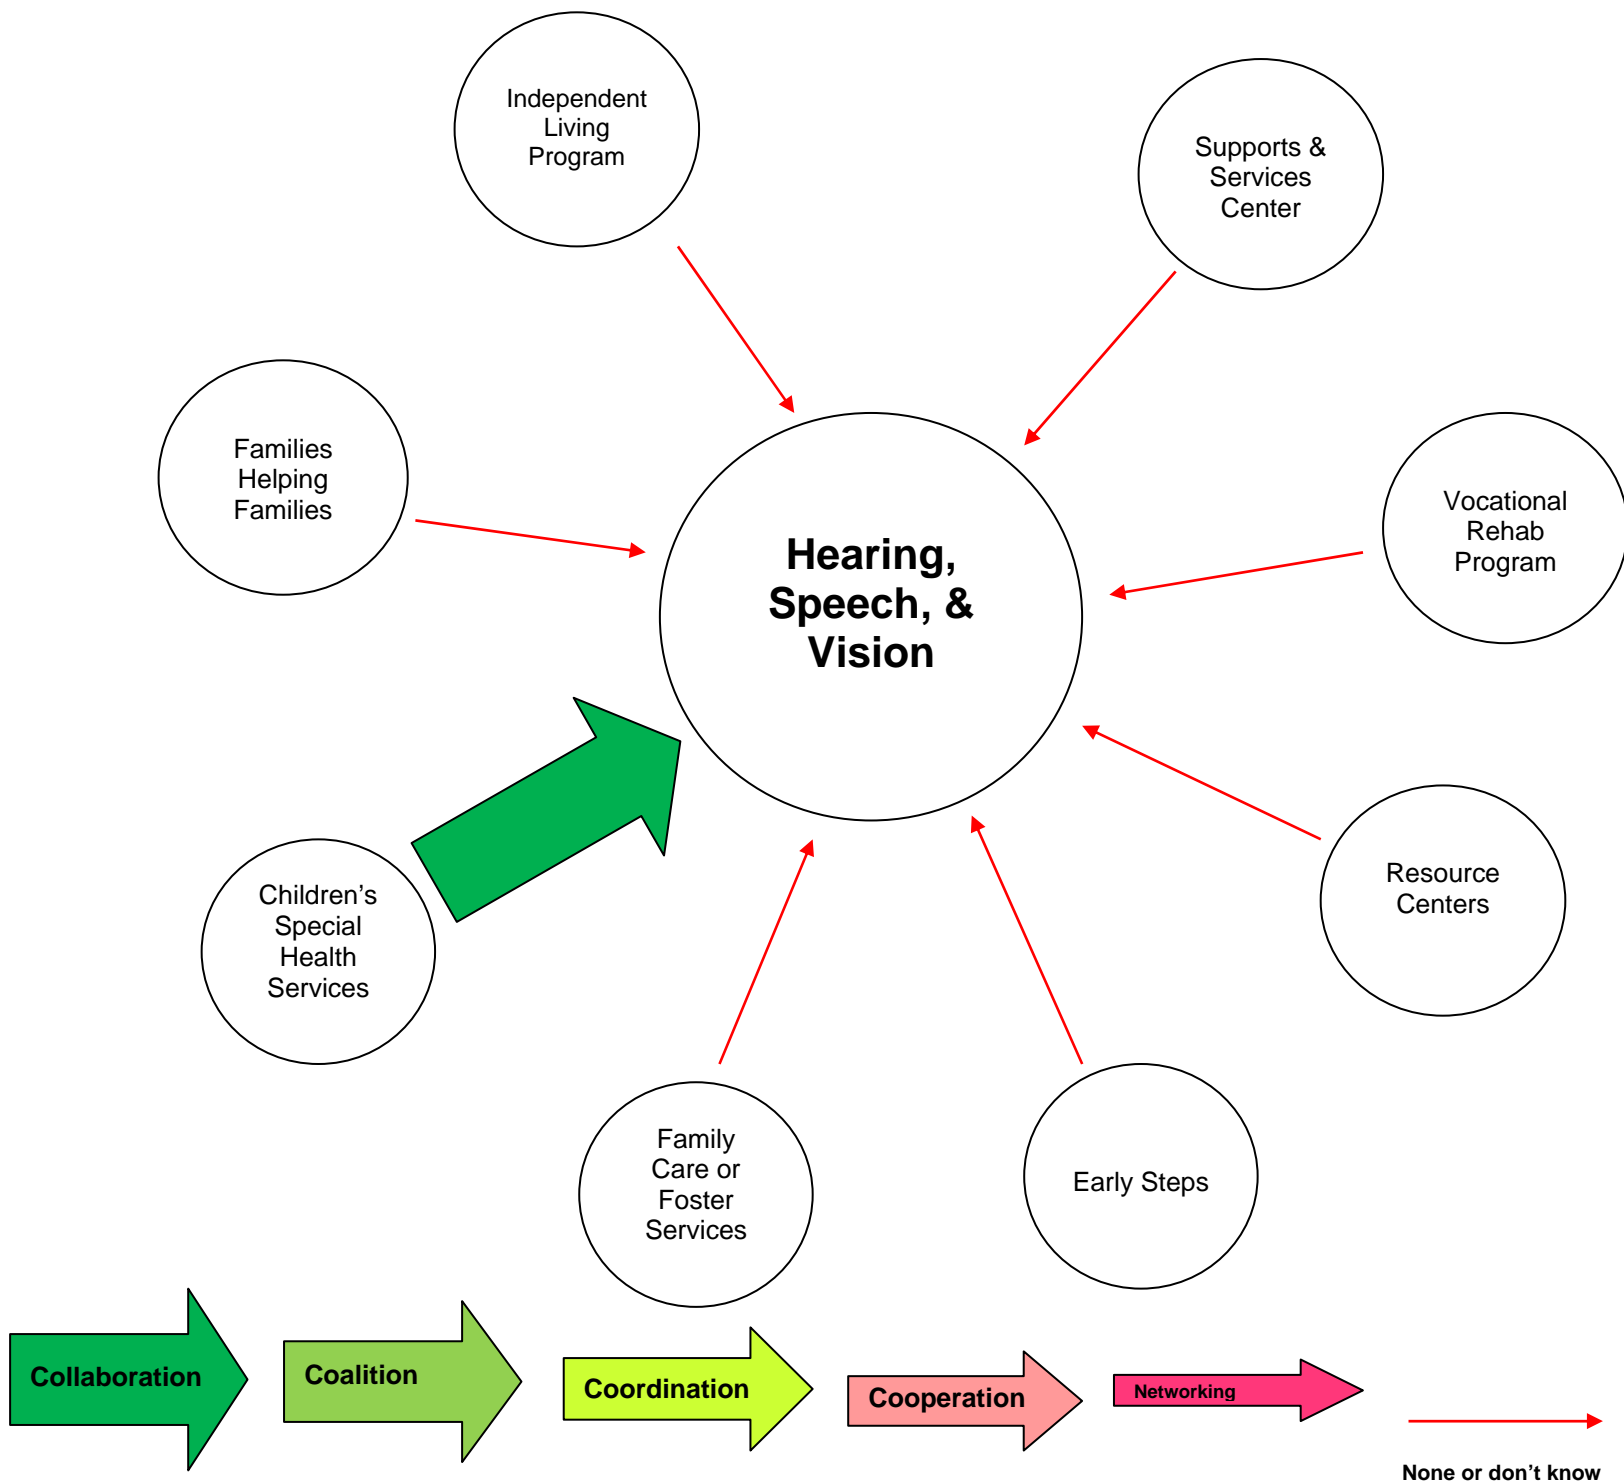 Independent
Living
Program
Supports &
Services
Center
Families
Helping
Families
Hearing,
Speech, &
Vision
Vocational
Rehab
Program
Children’s
Special
Health
Services
Resource
Centers
Family
Care or
Foster
Services
Early Steps
Collaboration
Coalition
Coordination
Cooperation
Networking
None or don’t know